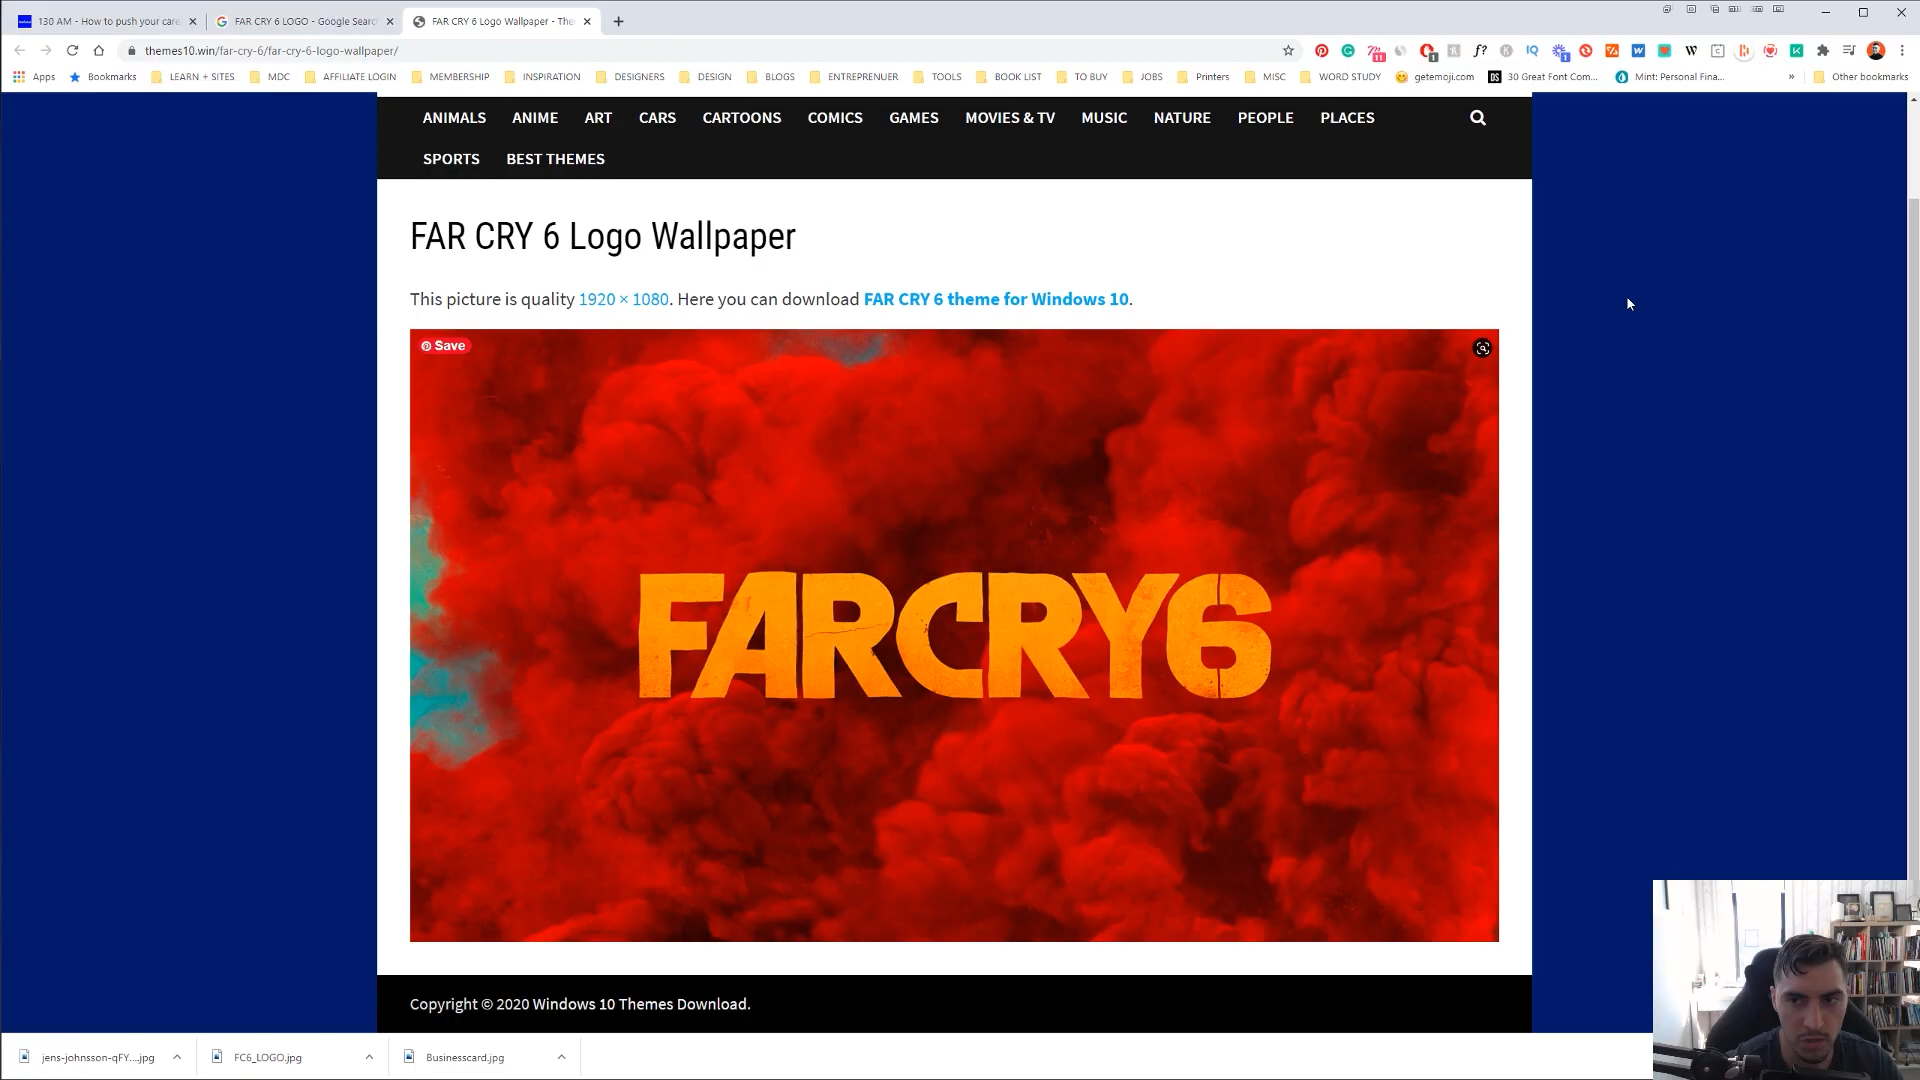 130 AM - How to push your care
FAR CRY 6 LOGO - Google Searc
FAR CRY 6 Logo Wallpaper - The
themes10.win/far-cry-6/far-cry-6-logo-wallpaper/
Apps
Bookmarks
LEARN + SITES
MDC
AFFILIATE LOGIN
MEMBERSHIP
INSPIRATION
DESIGNERS
DESIGN
BLOGS
ENTREPRENUER
TOOLS
BOOK LIST
TO BUY
JOBS
Printers
MISC
WORD STUDY
getemoji.com
30 Great Font Com...
Mint: Personal Fina...
»
Other bookmarks
ANIMALS ANIME ART CARS CARTOONS COMICS GAMES MOVIES & TV MUSIC NATURE PEOPLE PLACES
SPORTS BEST THEMES
FAR CRY 6 Logo Wallpaper
This picture is quality 1920 × 1080. Here you can download FAR CRY 6 theme for Windows 10.
Save
FARCRY6
Copyright © 2020 Windows 10 Themes Download.
jens-johnsson-qFY....jpg
FC6_LOGO.jpg
Businesscard.jpg